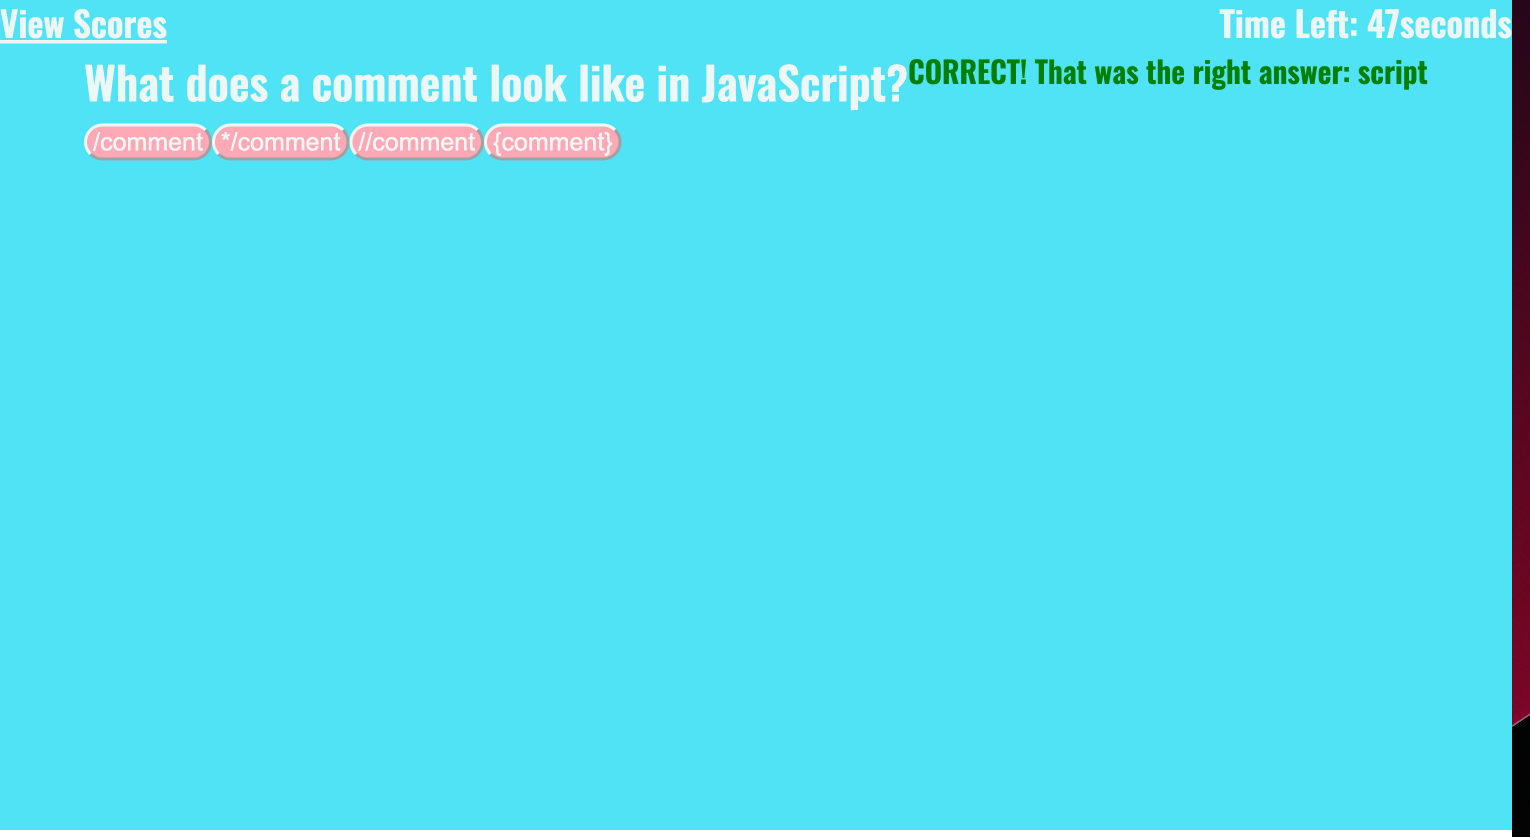 View Scores
Time Left: 47seconds
What does a comment look like in JavaScript?
CORRECT! That was the right answer: script
/comment */comment //comment {comment}